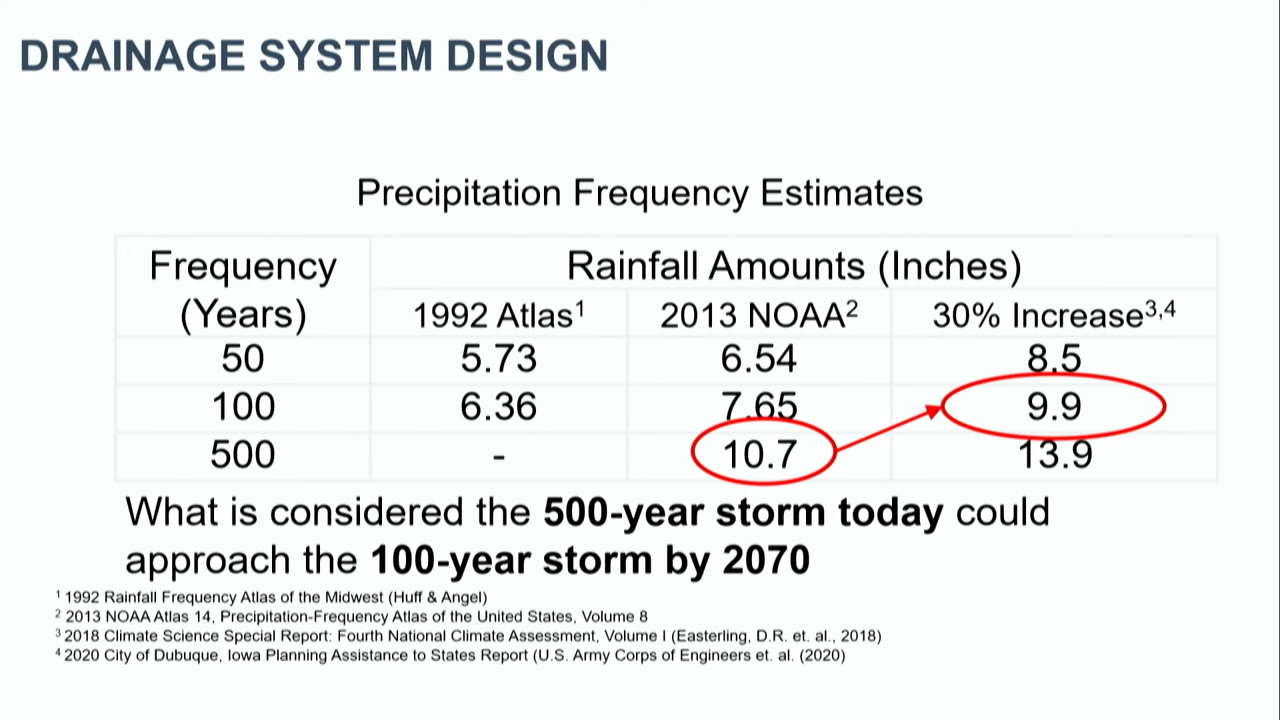 DRAINAGE SYSTEM DESIGN
Precipitation Frequency Estimates
Frequency (Years) Rainfall Amounts (Inches)
1992 Atlas¹ 2013 NOAA² 30% Increase³,⁴
50 5.73 6.54 8.5
100 6.36 7.65 9.9
500 - 10.7 13.9
What is considered the 500-year storm today could
approach the 100-year storm by 2070
¹ 1992 Rainfall Frequency Atlas of the Midwest (Huff & Angel)
² 2013 NOAA Atlas 14, Precipitation-Frequency Atlas of the United States, Volume 8
³ 2018 Climate Science Special Report: Fourth National Climate Assessment, Volume I (Easterling, D.R. et. al., 2018)
⁴ 2020 City of Dubuque, Iowa Planning Assistance to States Report (U.S. Army Corps of Engineers et. al. (2020)